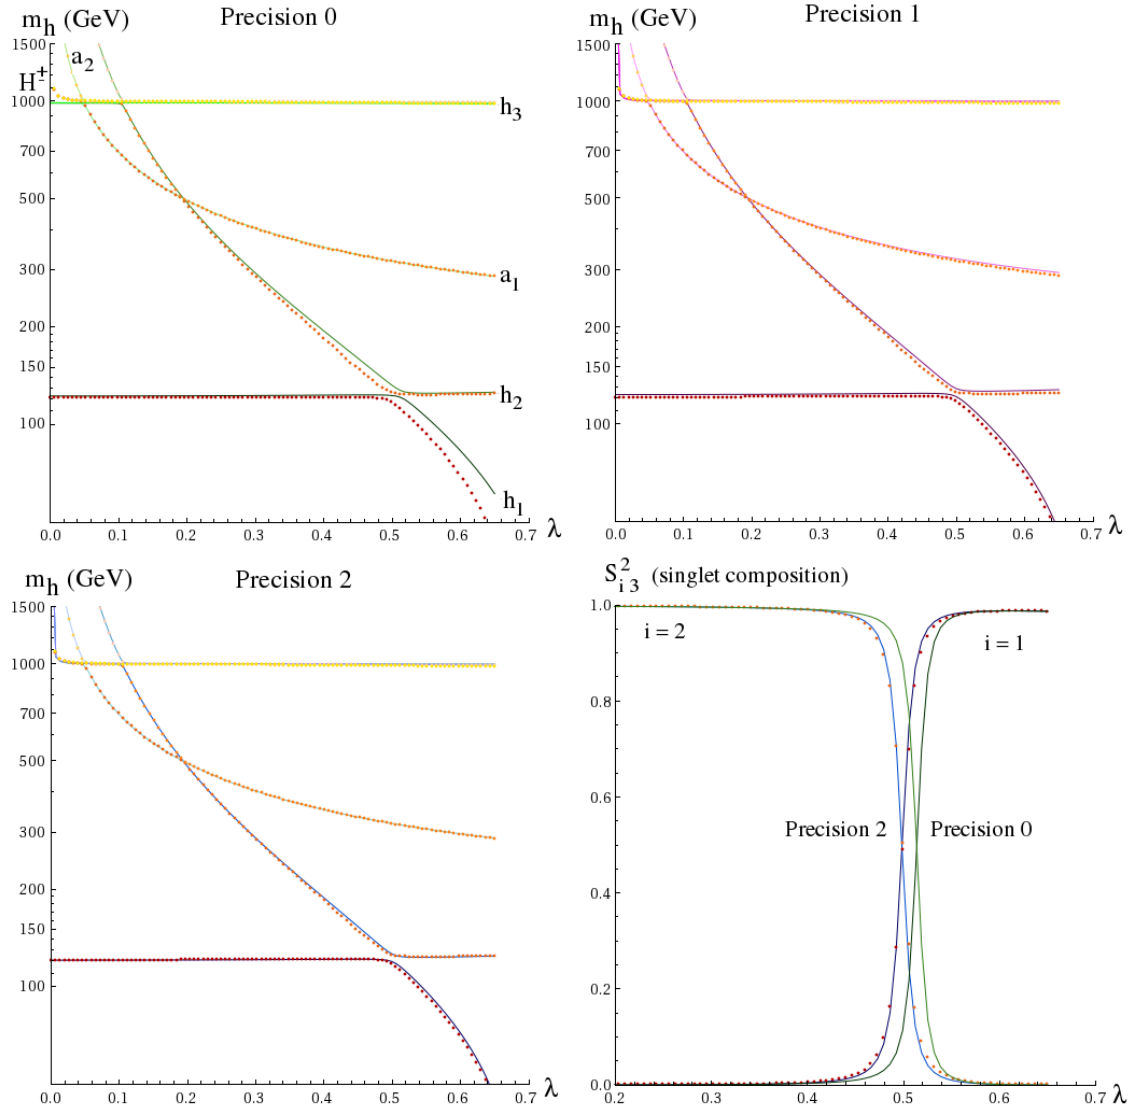 m_h (GeV) Precision 0
1500
a_2
H^±
1000
h_3
700
500
300
a_1
200
150
h_2
100
h_1
0.0 0.1 0.2 0.3 0.4 0.5 0.6 0.7 λ
m_h (GeV) Precision 1
1500
1000
700
500
300
200
150
100
0.0 0.1 0.2 0.3 0.4 0.5 0.6 0.7 λ
m_h (GeV) Precision 2
1500
1000
700
500
300
200
150
100
0.0 0.1 0.2 0.3 0.4 0.5 0.6 0.7 λ
S_{i3}^2 (singlet composition)
1.0
i = 2
i = 1
0.8
0.6
Precision 2 Precision 0
0.4
0.2
0.0
0.2 0.3 0.4 0.5 0.6 0.7 λ